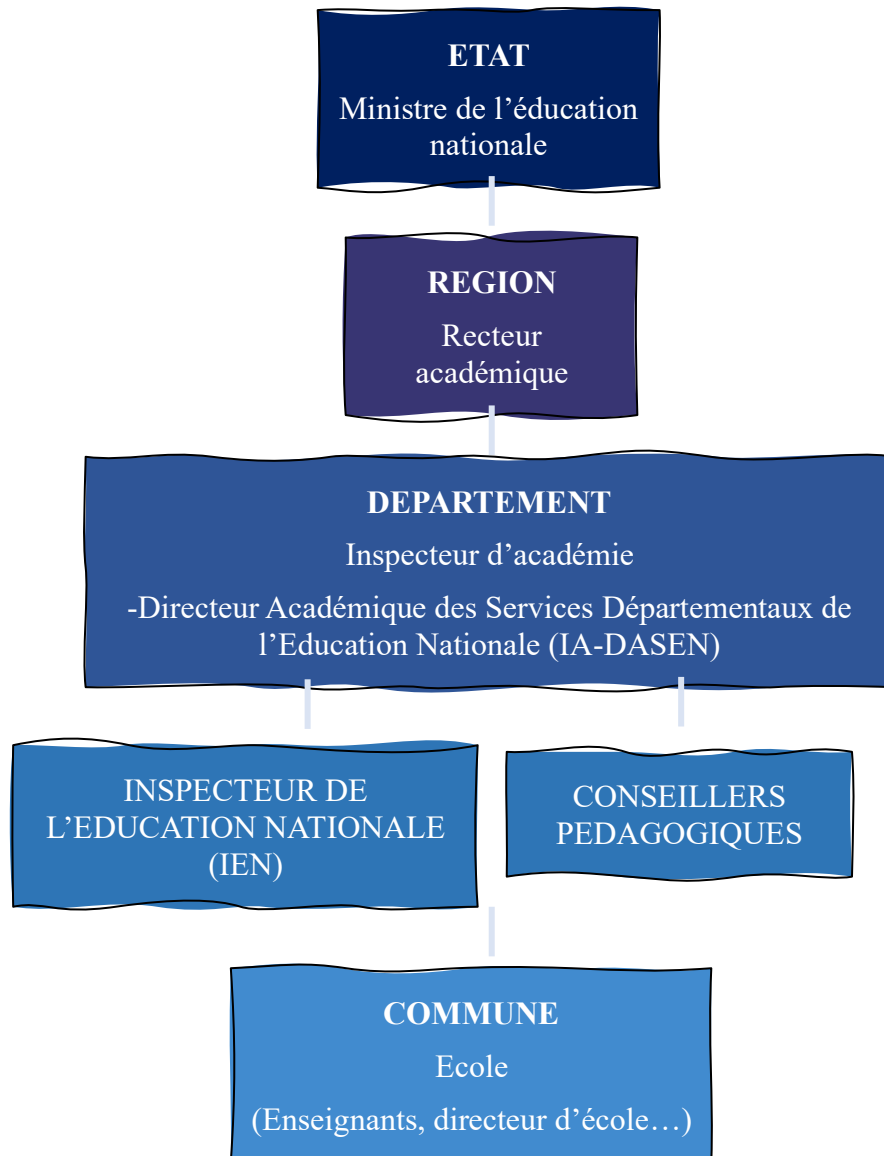 ETAT
Ministre de l’éducation
nationale
REGION
Recteur
académique
DEPARTEMENT
Inspecteur d’académie
-Directeur Académique des Services Départementaux de
l’Education Nationale (IA-DASEN)
INSPECTEUR DE
L’EDUCATION NATIONALE
(IEN)
CONSEILLERS
PEDAGOGIQUES
COMMUNE
Ecole
(Enseignants, directeur d’école…)